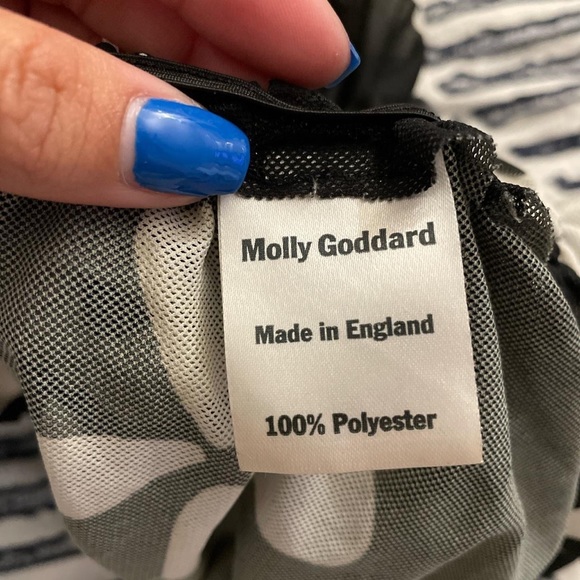 Molly Goddard
Made in England
100% Polyester